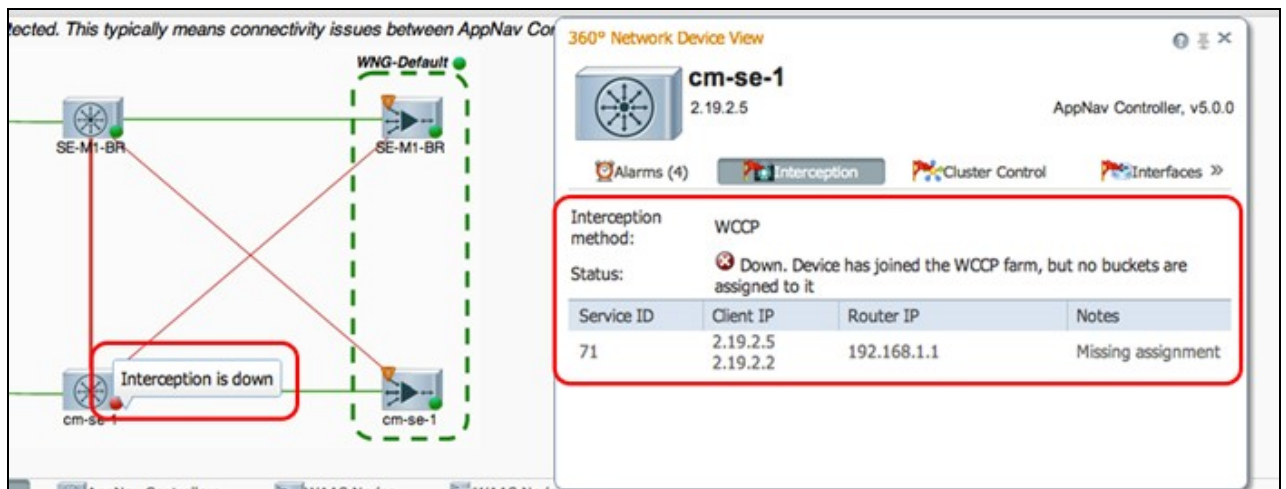 tected. This typically means connectivity issues between AppNav Con
WNG-Default
SE-M1-BR
SE-M1-BR
Interception is down
cm-se-1
cm-se-1
360° Network Device View
cm-se-1
2.19.2.5
AppNav Controller, v5.0.0
Alarms (4)
Interception
Cluster Control
Interfaces »
Interception method:
WCCP
Status:
Down. Device has joined the WCCP farm, but no buckets are
assigned to it
Service ID Client IP Router IP Notes
71 2.19.2.5 192.168.1.1 Missing assignment
2.19.2.2